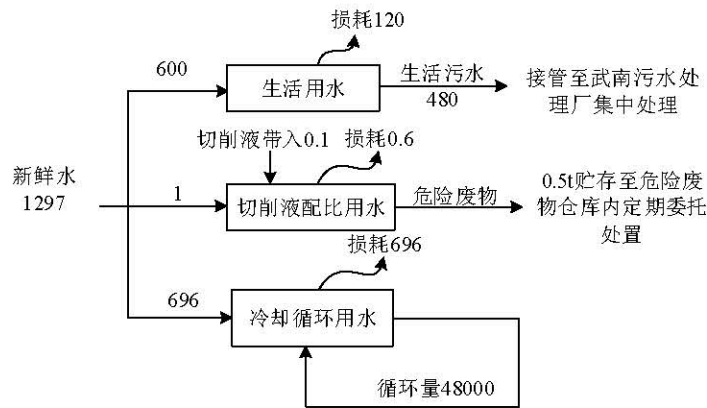 损耗120
600
生活用水
生活污水
480
接管至武南污水处
理厂集中处理
切削液带入0.1
损耗0.6
新鲜水
1297
1
切削液配比用水
危险废物
0.5t贮存至危险废
物仓库内定期委托
处置
损耗696
696
冷却循环用水
循环量48000